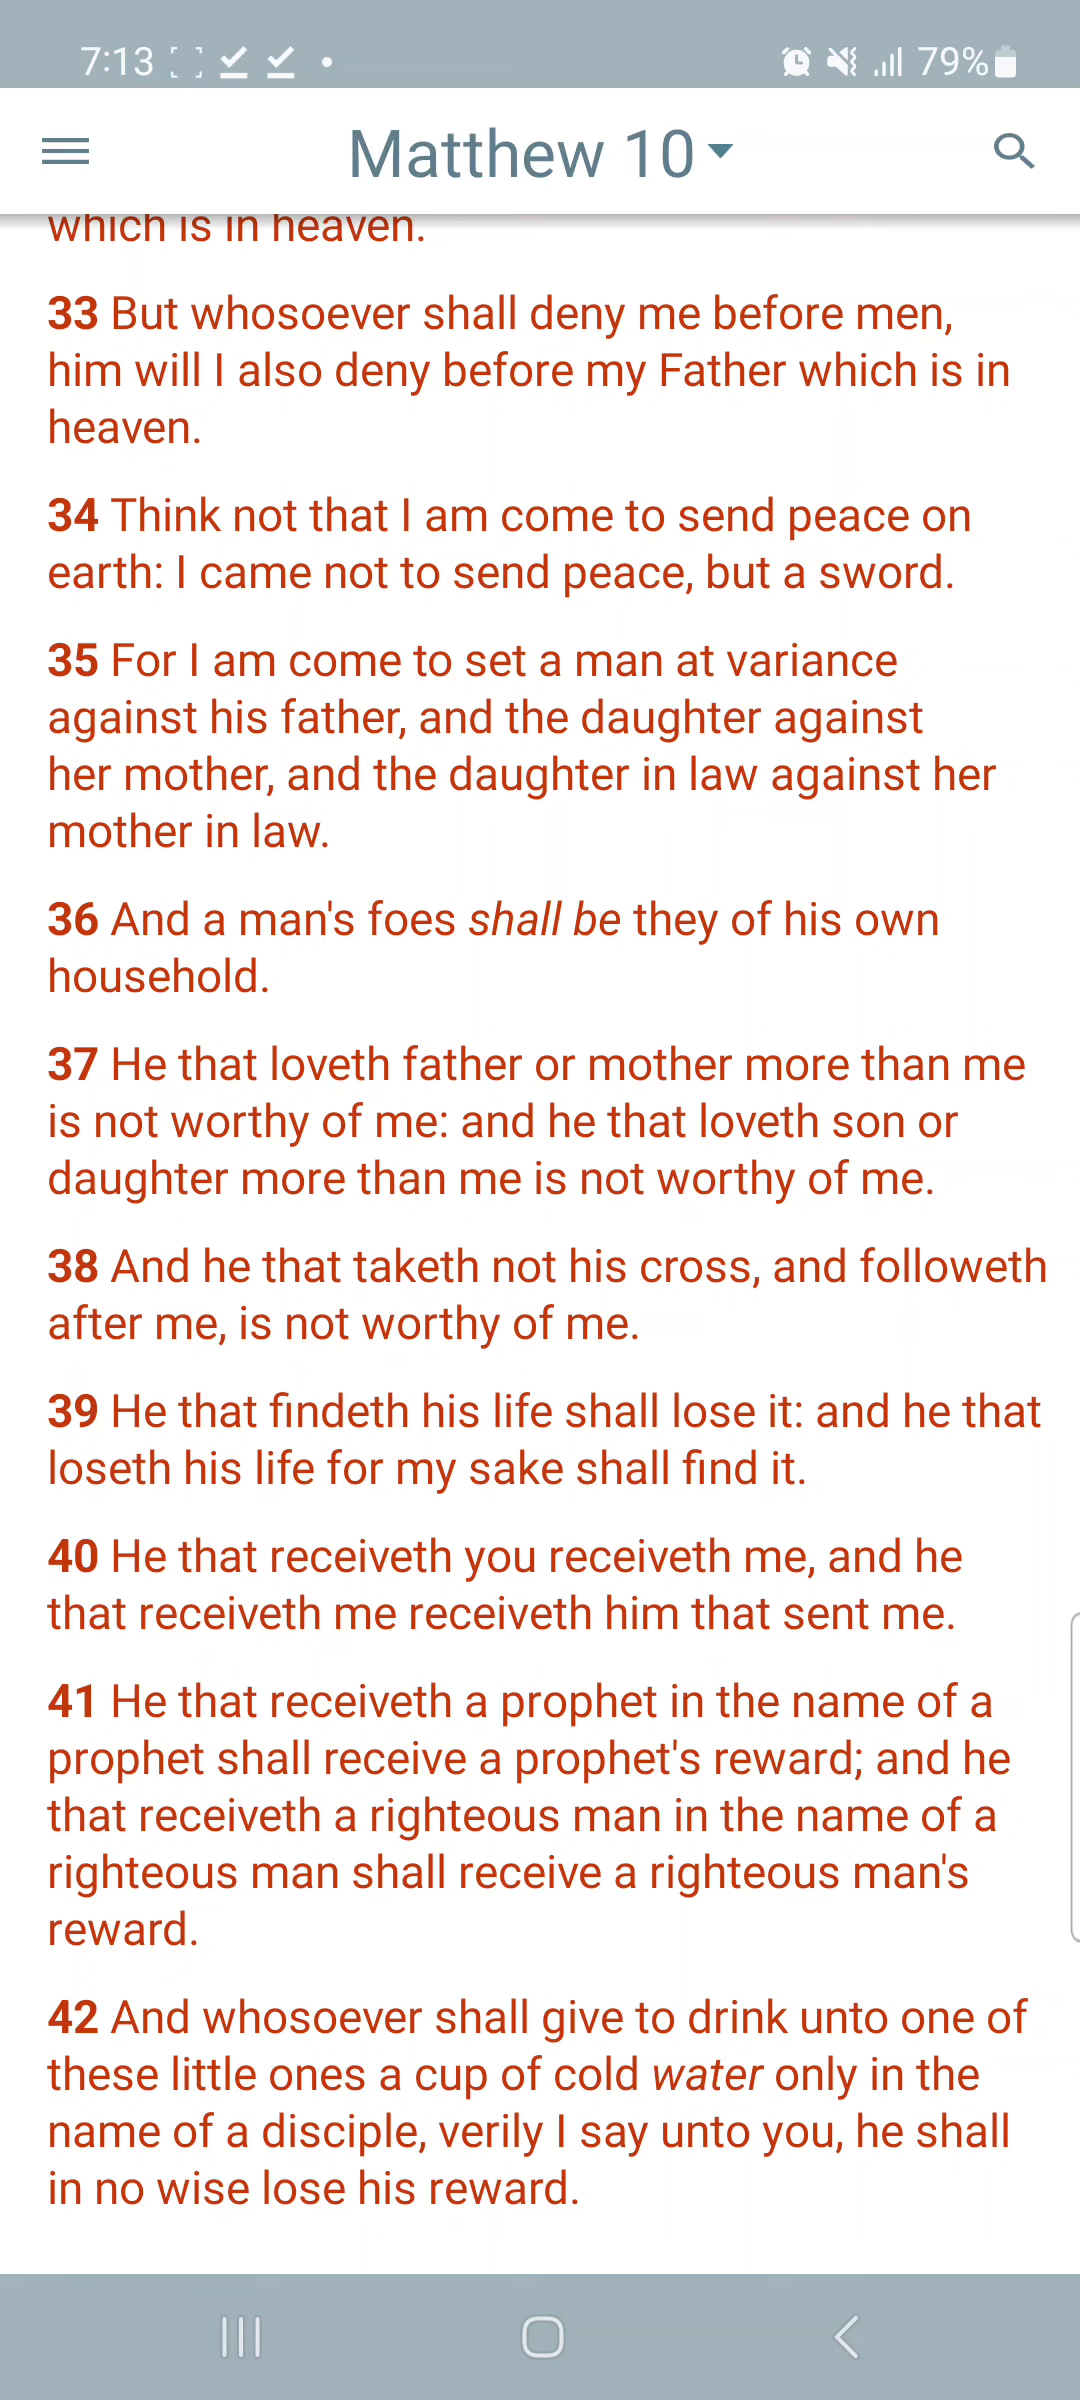 7:13
79%
Matthew 10
which is in heaven.
33 But whosoever shall deny me before men,
him will I also deny before my Father which is in
heaven.
34 Think not that I am come to send peace on
earth: I came not to send peace, but a sword.
35 For I am come to set a man at variance
against his father, and the daughter against
her mother, and the daughter in law against her
mother in law.
36 And a man's foes shall be they of his own
household.
37 He that loveth father or mother more than me
is not worthy of me: and he that loveth son or
daughter more than me is not worthy of me.
38 And he that taketh not his cross, and followeth
after me, is not worthy of me.
39 He that findeth his life shall lose it: and he that
loseth his life for my sake shall find it.
40 He that receiveth you receiveth me, and he
that receiveth me receiveth him that sent me.
41 He that receiveth a prophet in the name of a
prophet shall receive a prophet's reward; and he
that receiveth a righteous man in the name of a
righteous man shall receive a righteous man's
reward.
42 And whosoever shall give to drink unto one of
these little ones a cup of cold water only in the
name of a disciple, verily I say unto you, he shall
in no wise lose his reward.